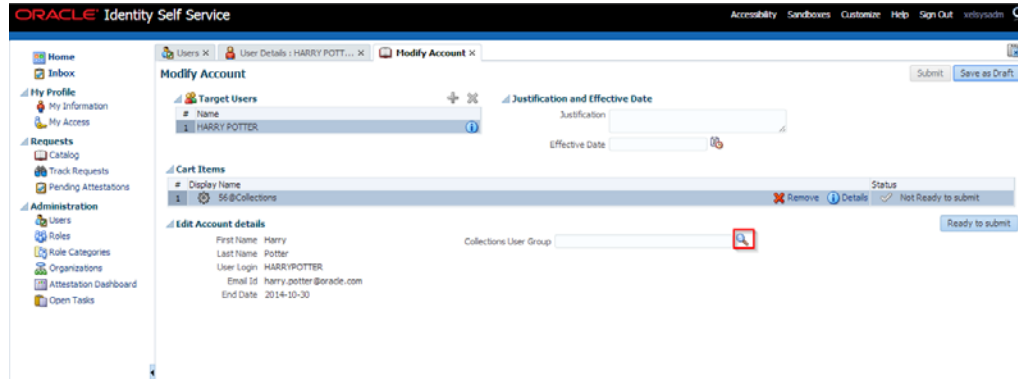 ORACLE Identity Self Service
Accessibility Sandboxes Customize Help Sign Out xelsysadm
Home
Inbox
My Profile
My Information
My Access
Requests
Catalog
Track Requests
Pending Attestations
Administration
Users
Roles
Role Categories
Organizations
Attestation Dashboard
Open Tasks
Users × User Details : HARRY POTT... × Modify Account ×
Modify Account
Submit Save as Draft
Target Users
# Name
1 HARRY POTTER
Justification and Effective Date
Justification
Effective Date
Cart Items
# Display Name Status
1 56@Collections Remove Details Not Ready to submit
Edit Account details
Ready to submit
First Name Harry
Last Name Potter
User Login HARRYPOTTER
Email Id harry.potter@oracle.com
End Date 2014-10-30
Collections User Group